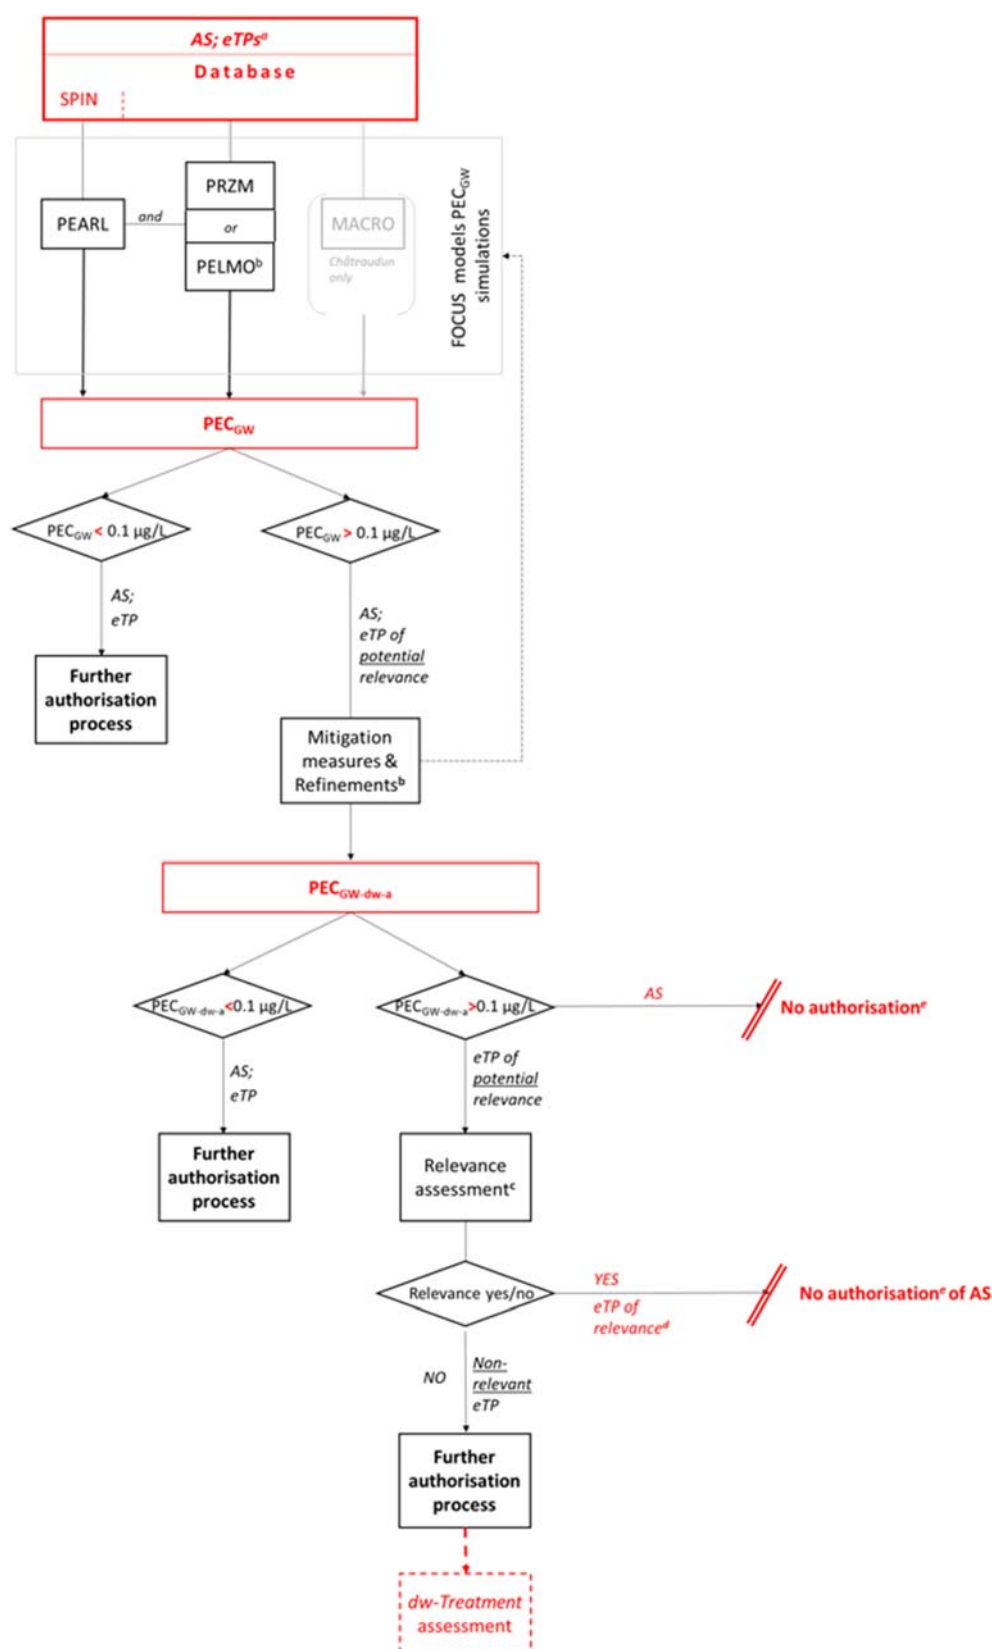 AS; eTPsᵃ
Database
SPIN
PRZM
PEARL
and
or
MACRO
PELMOᵇ
Châteaudun
only
FOCUS models PEC_GW
simulations
PEC_GW
PEC_GW < 0.1 µg/L
PEC_GW > 0.1 µg/L
AS;
eTP
AS;
eTP of
potential
relevance
Further
authorisation
process
Mitigation
measures &
Refinementsᵇ
PEC_GW-dw-a
PEC_GW-dw-a<0.1 µg/L
PEC_GW-dw-a>0.1 µg/L
AS
No authorisationᵉ
AS;
eTP
eTP of
potential
relevance
Further
authorisation
process
Relevance
assessmentᶜ
Relevance yes/no
YES
eTP of
relevanceᵈ
No authorisationᵉ of AS
NO
Non-
relevant
eTP
Further
authorisation
process
dw-Treatment
assessment